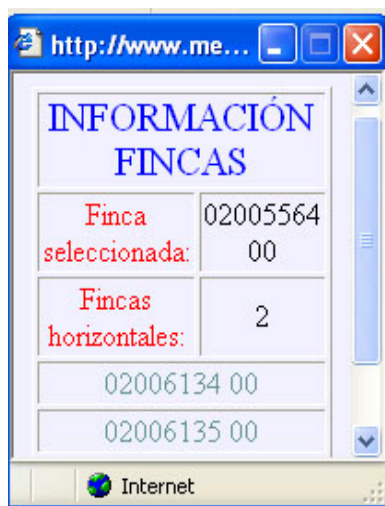 http://www.me...
INFORMACIÓN
FINCAS
Finca
seleccionada:
02005564
00
Fincas
horizontales:
2
02006134 00
02006135 00
Internet